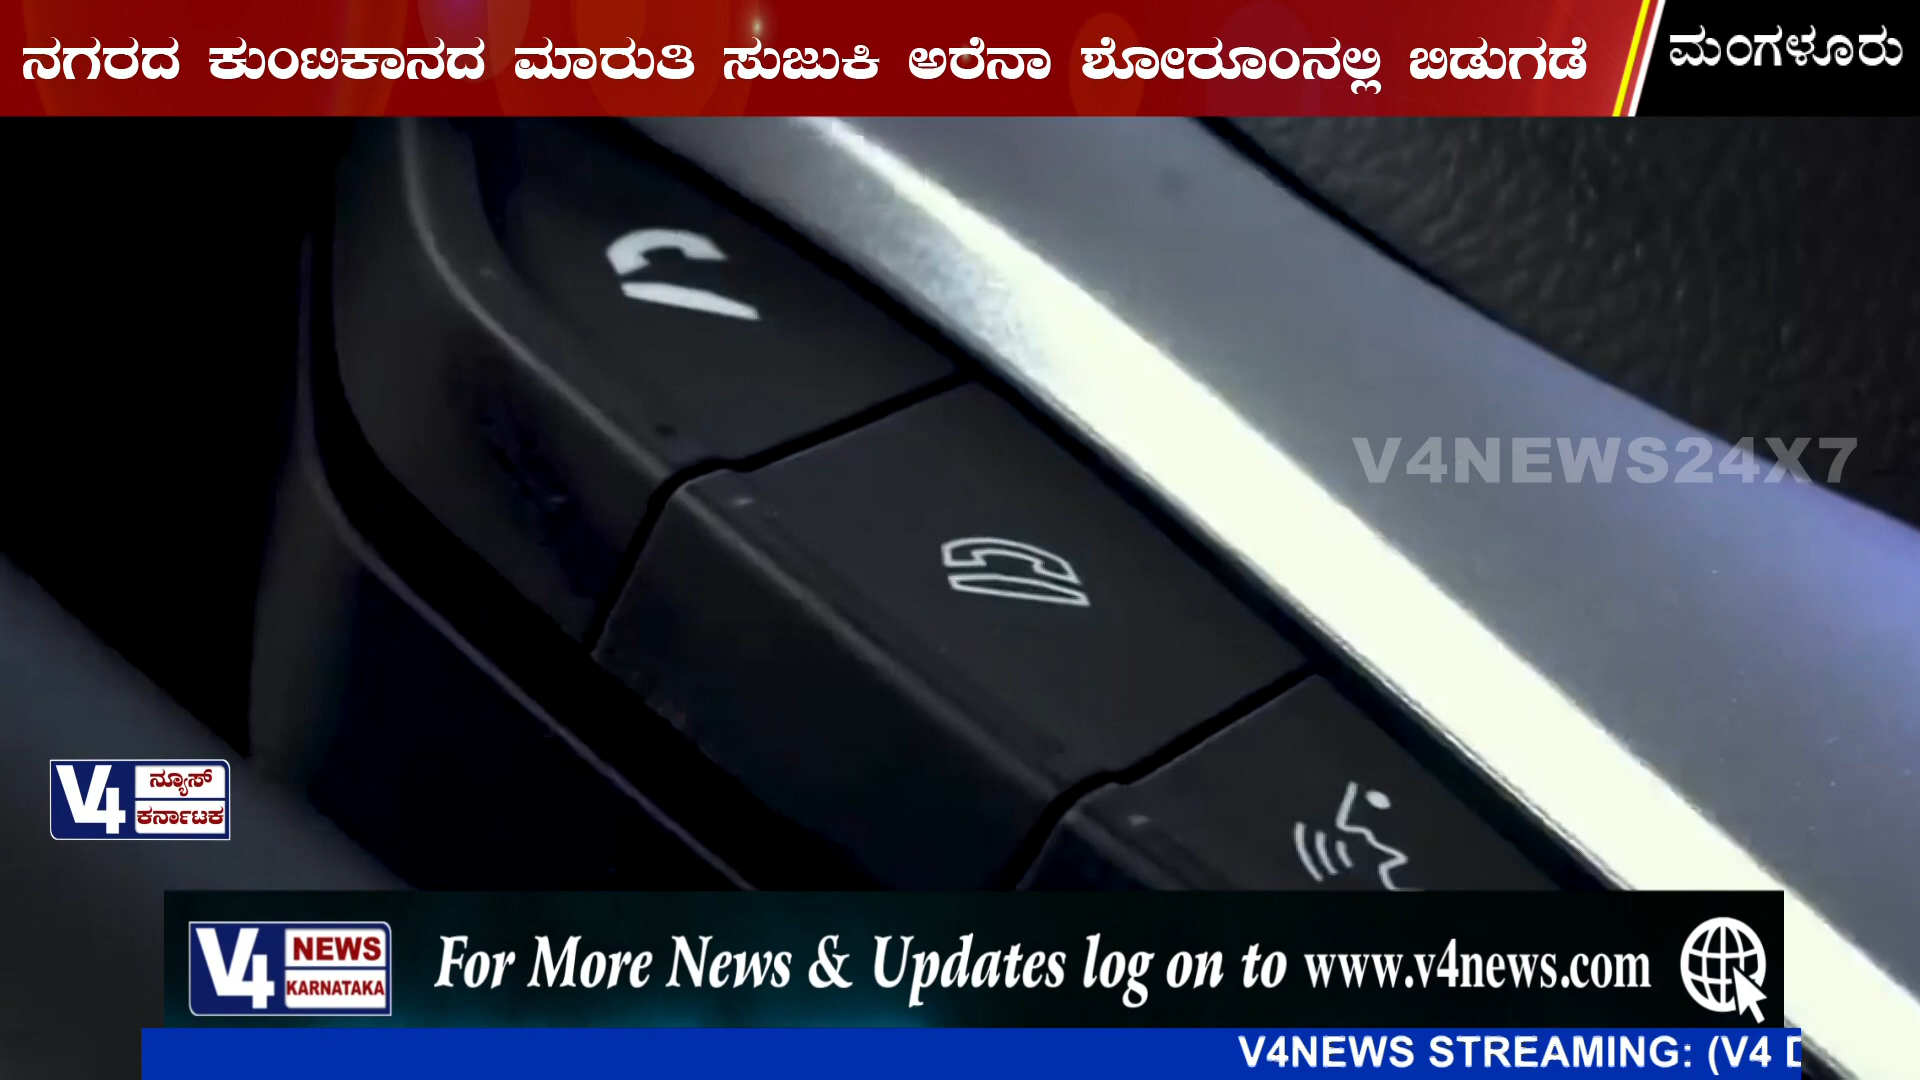 ನಗರದ ಕುಂಟಿಕಾನದ ಮಾರುತಿ ಸುಜುಕಿ ಅರೆನಾ ಶೋರೂಂನಲ್ಲಿ ಬಿಡುಗಡೆ
ಮಂಗಳೂರು
V4NEWS24X7
V4 ನ್ಯೂಸ್ ಕರ್ನಾಟಕ
V4 NEWS KARNATAKA
For More News & Updates log on to www.v4news.com
V4NEWS STREAMING: (V4 D